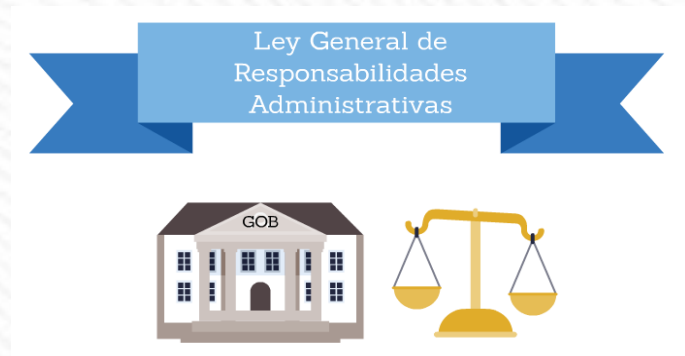 Ley General de
Responsabilidades
Administrativas
GOB